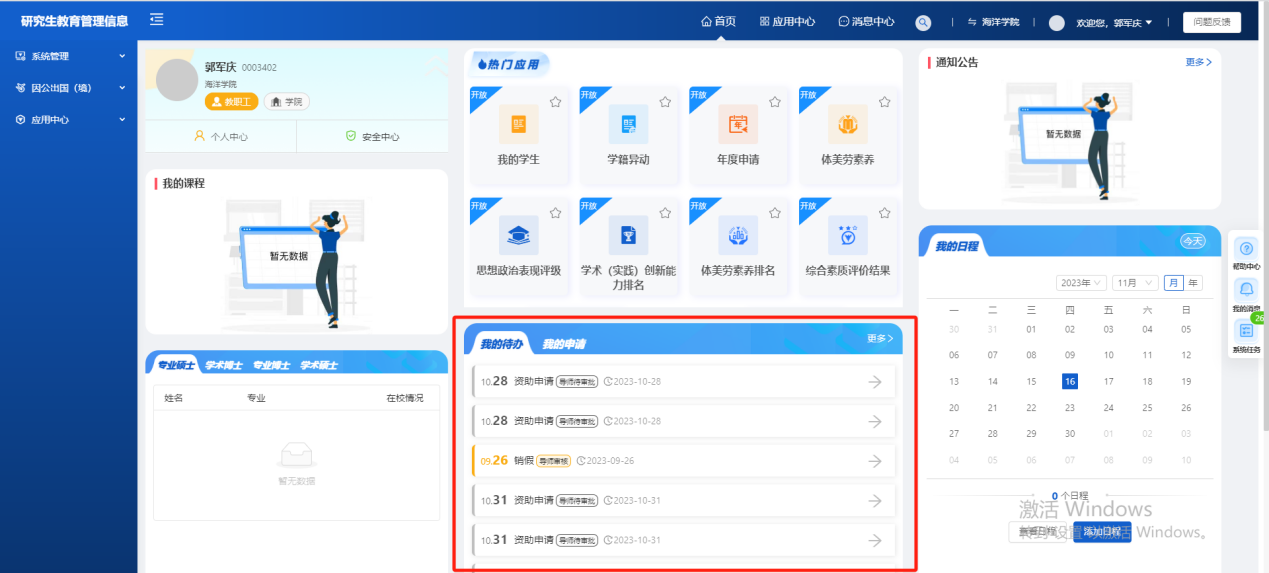 研究生教育管理信息
首页
应用中心
消息中心
海洋学院
欢迎您，郭军庆
问题反馈
系统管理
因公出国（境）
应用中心
郭军庆 0003402
海洋学院
教职工
学院
个人中心
安全中心
我的课程
暂无数据
专业硕士 学术博士 专业博士 学术硕士
姓名 专业 在校情况
暂无数据
热门应用
开放 开放 开放 开放
我的学生 学籍异动 年度申请 体美劳素养
开放 开放 开放 开放
思想政治表现评级 学术（实践）创新能力排名 体美劳素养排名 综合素质评价结果
我的待办 我的申请 更多
10.28 资助申请 导师待审批 2023-10-28
10.28 资助申请 导师待审批 2023-10-28
09.26 销假 导师审核 2023-09-26
10.31 资助申请 导师待审批 2023-10-31
10.31 资助申请 导师待审批 2023-10-31
通知公告 更多
暂无数据
我的日程 今天
2023年 11月 月 年
一 二 三 四 五 六 日
30 31 01 02 03 04 05
06 07 08 09 10 11 12
13 14 15 16 17 18 19
20 21 22 23 24 25 26
27 28 29 30 01 02 03
04 05 06 07 08 09 10
0 个日程
添加日程
激活 Windows
转到"设置"以激活 Windows。
帮助中心
我的消息
26
系统任务